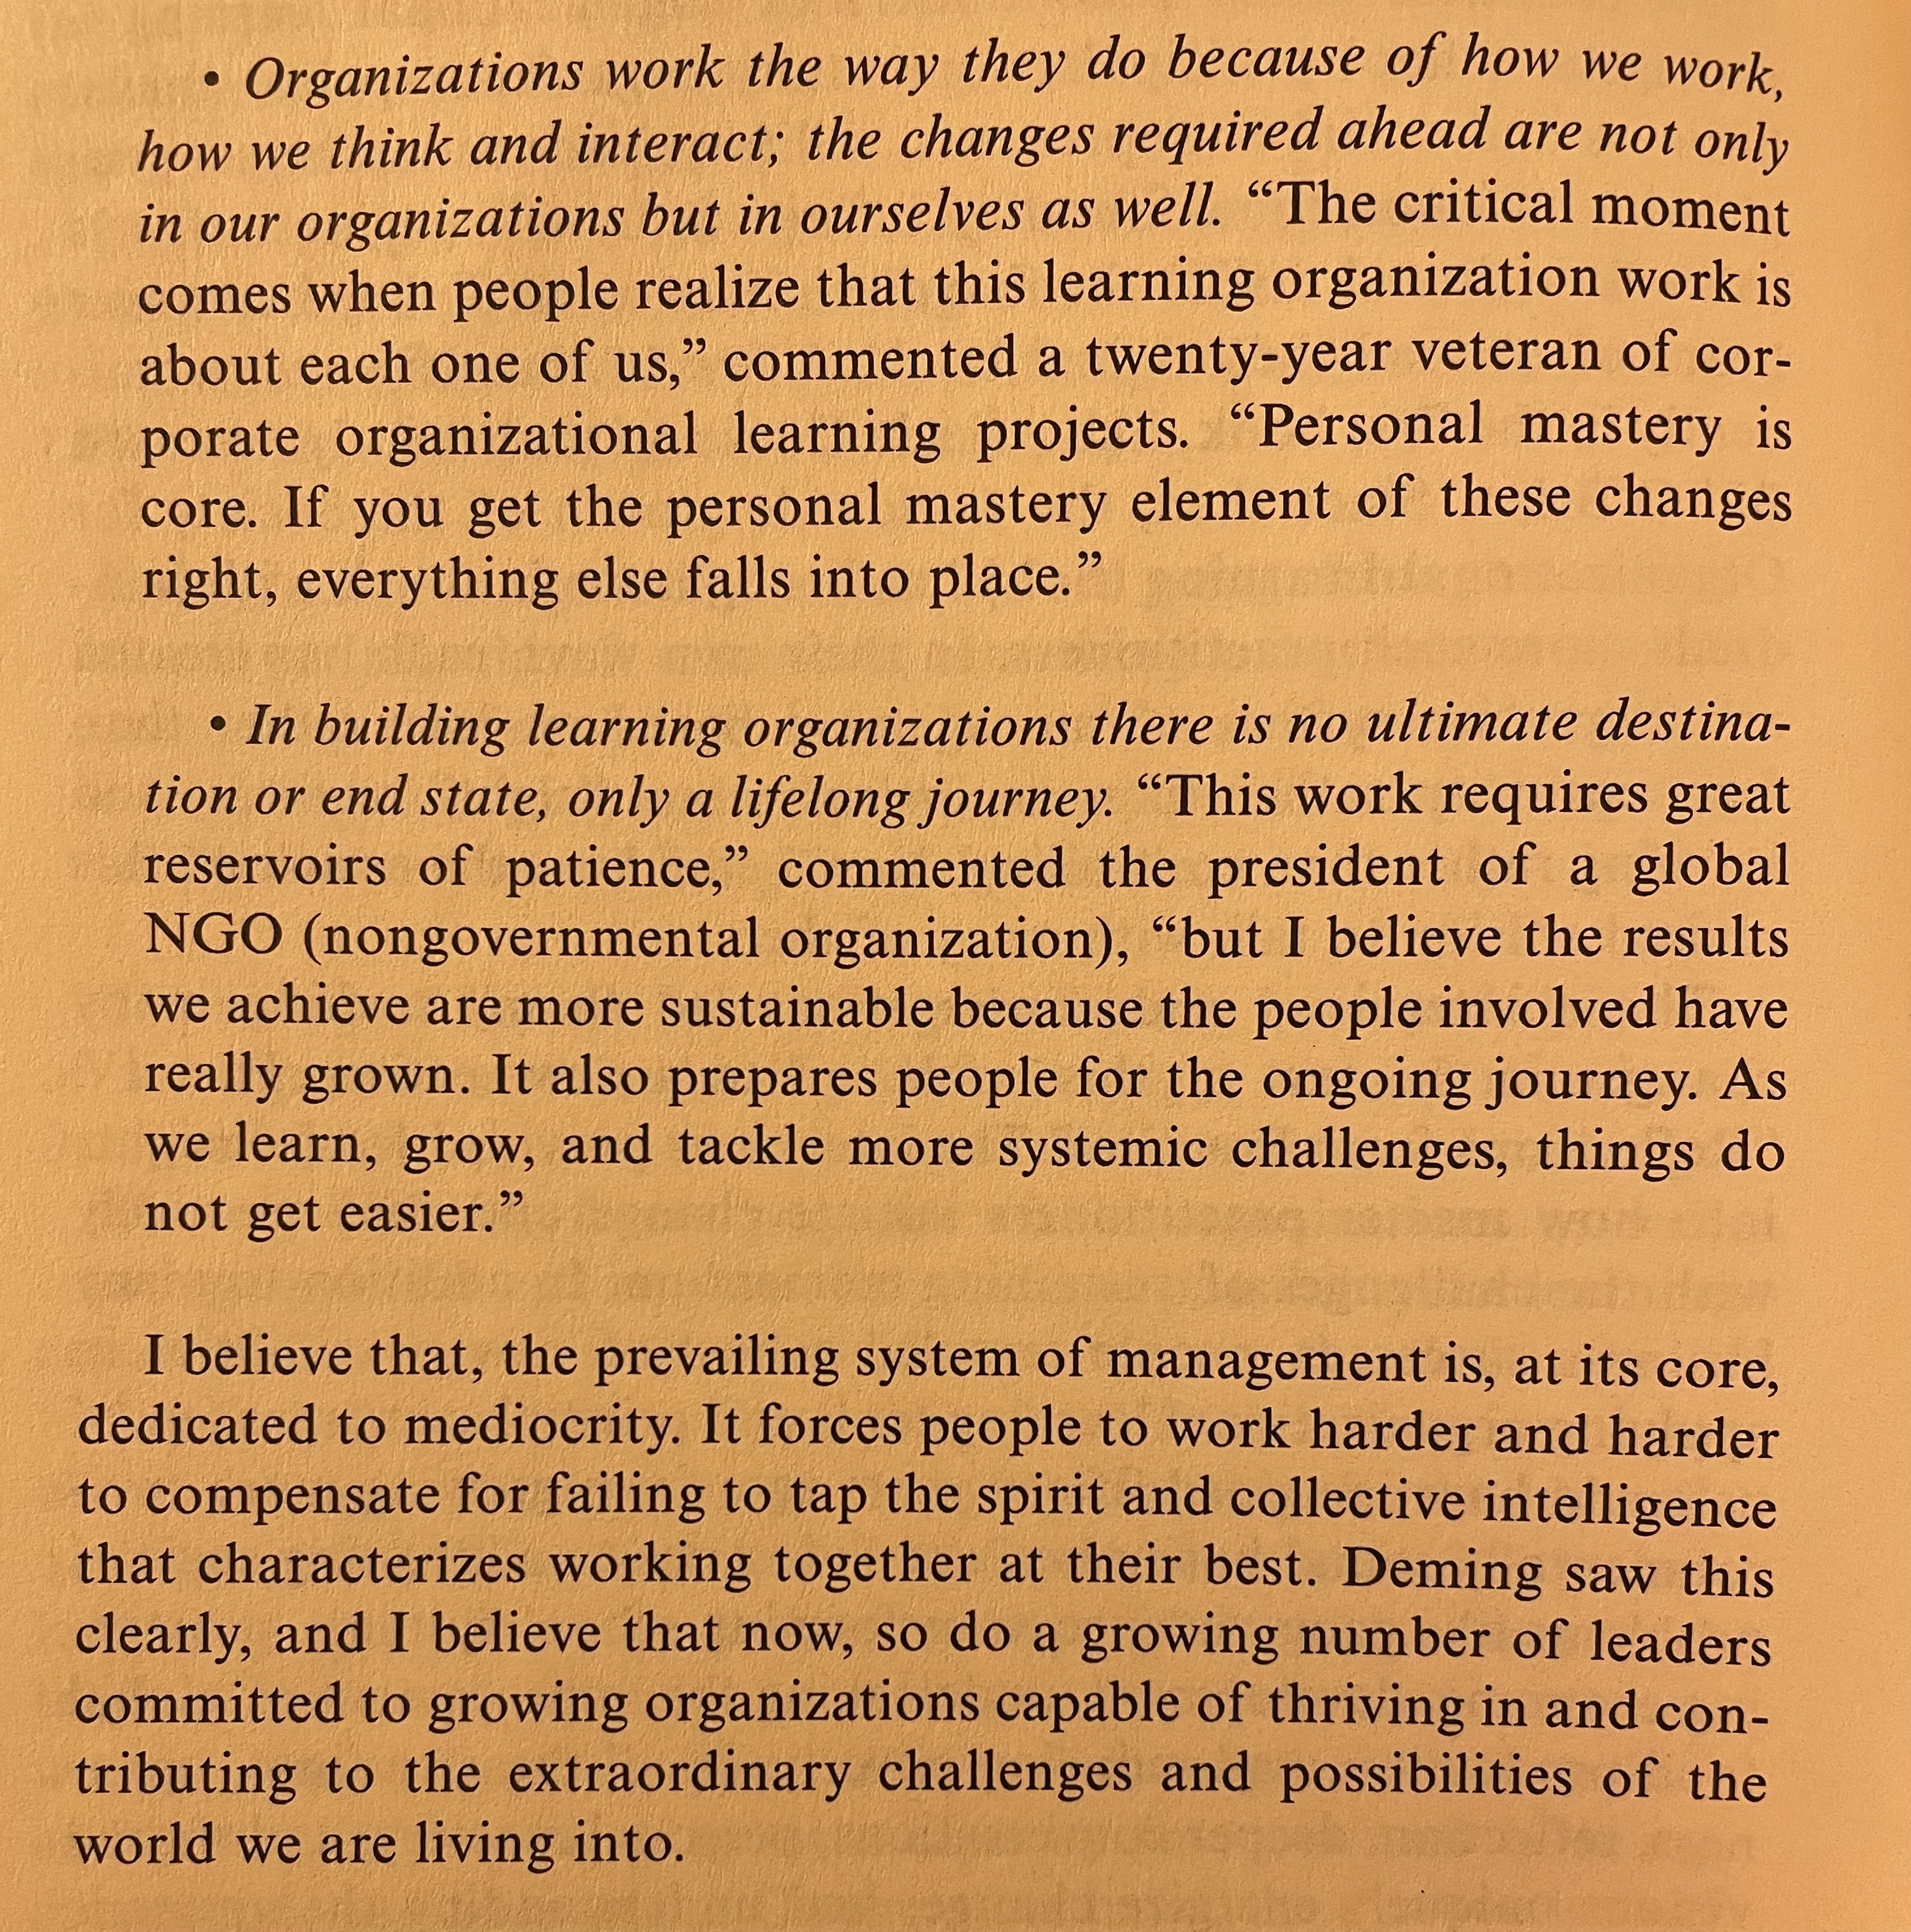 • Organizations work the way they do because of how we work,
how we think and interact; the changes required ahead are not only
in our organizations but in ourselves as well. “The critical moment
comes when people realize that this learning organization work is
about each one of us,” commented a twenty-year veteran of cor-
porate organizational learning projects. “Personal mastery is
core. If you get the personal mastery element of these changes
right, everything else falls into place.”
• In building learning organizations there is no ultimate destina-
tion or end state, only a lifelong journey. “This work requires great
reservoirs of patience,” commented the president of a global
NGO (nongovernmental organization), “but I believe the results
we achieve are more sustainable because the people involved have
really grown. It also prepares people for the ongoing journey. As
we learn, grow, and tackle more systemic challenges, things do
not get easier.”
I believe that, the prevailing system of management is, at its core,
dedicated to mediocrity. It forces people to work harder and harder
to compensate for failing to tap the spirit and collective intelligence
that characterizes working together at their best. Deming saw this
clearly, and I believe that now, so do a growing number of leaders
committed to growing organizations capable of thriving in and con-
tributing to the extraordinary challenges and possibilities of the
world we are living into.